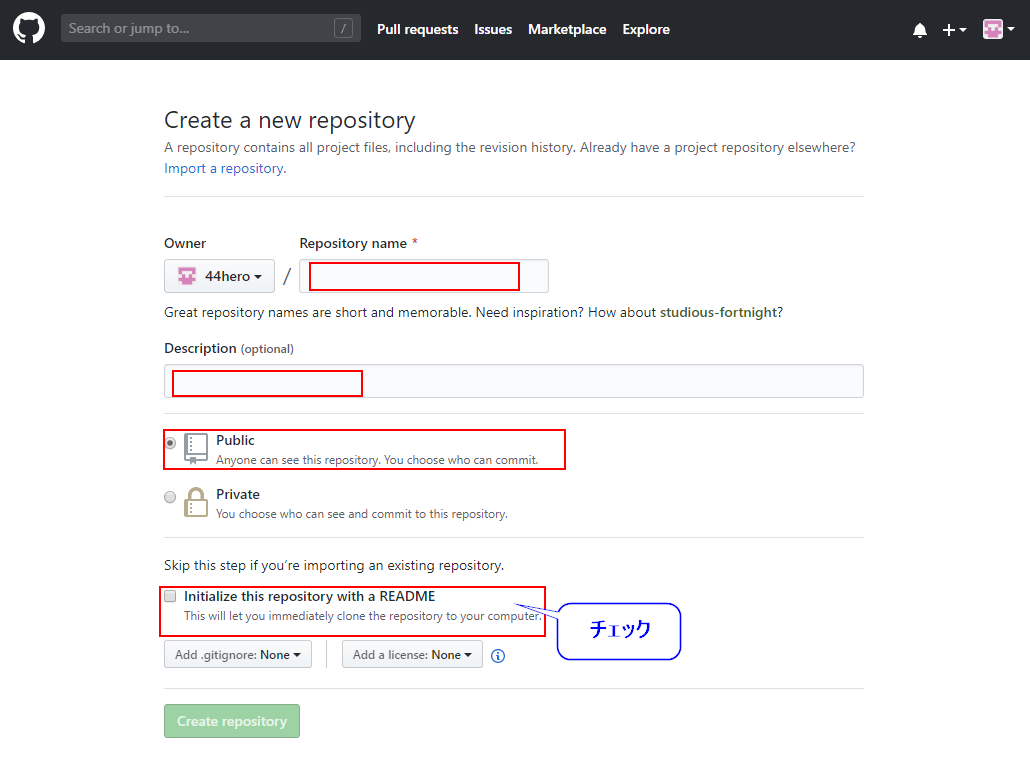 Search or jump to... /
Pull requests Issues Marketplace Explore
Create a new repository
A repository contains all project files, including the revision history. Already have a project repository elsewhere?
Import a repository.
Owner Repository name *
44hero /
Great repository names are short and memorable. Need inspiration? How about studious-fortnight?
Description (optional)
Public
Anyone can see this repository. You choose who can commit.
Private
You choose who can see and commit to this repository.
Skip this step if you’re importing an existing repository.
Initialize this repository with a README
This will let you immediately clone the repository to your computer.
チェック
Add .gitignore: None Add a license: None
Create repository